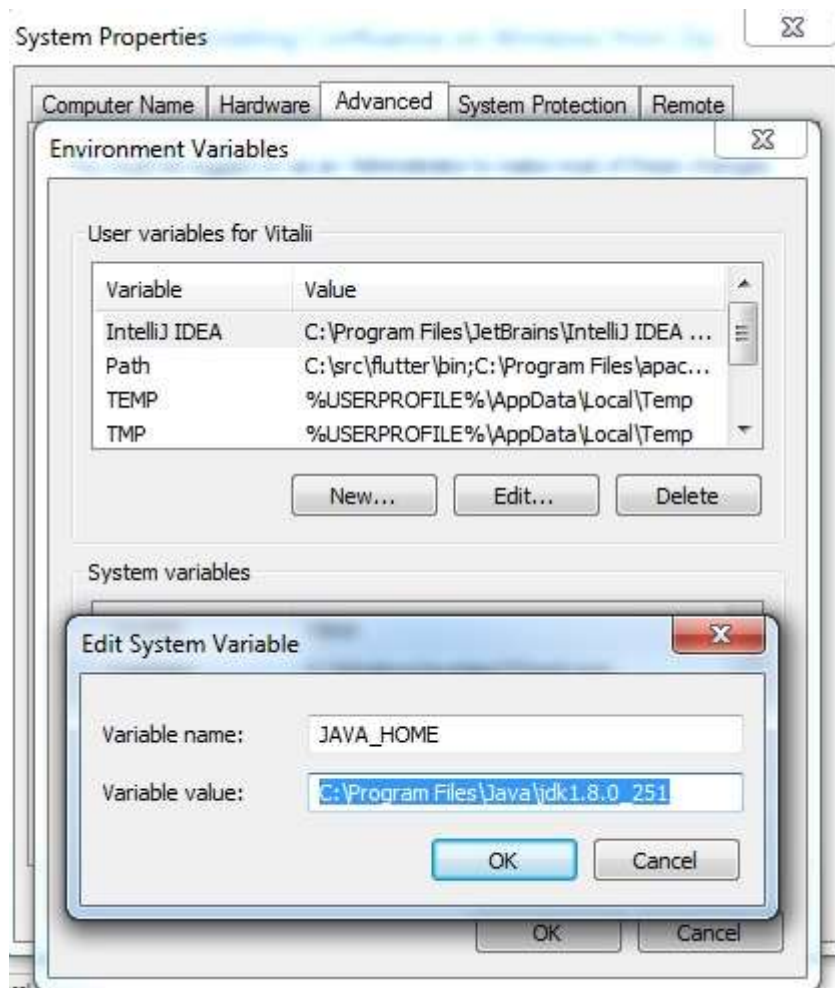 System Properties
Computer Name Hardware Advanced System Protection Remote
Environment Variables
User variables for Vitalii
Variable Value
IntelliJ IDEA C:\Program Files\JetBrains\IntelliJ IDEA ...
Path C:\src\flutter\bin;C:\Program Files\apac...
TEMP %USERPROFILE%\AppData\Local\Temp
TMP %USERPROFILE%\AppData\Local\Temp
New... Edit... Delete
System variables
Edit System Variable
Variable name: JAVA_HOME
Variable value: C:\Program Files\Java\jdk1.8.0_251
OK Cancel
OK Cancel